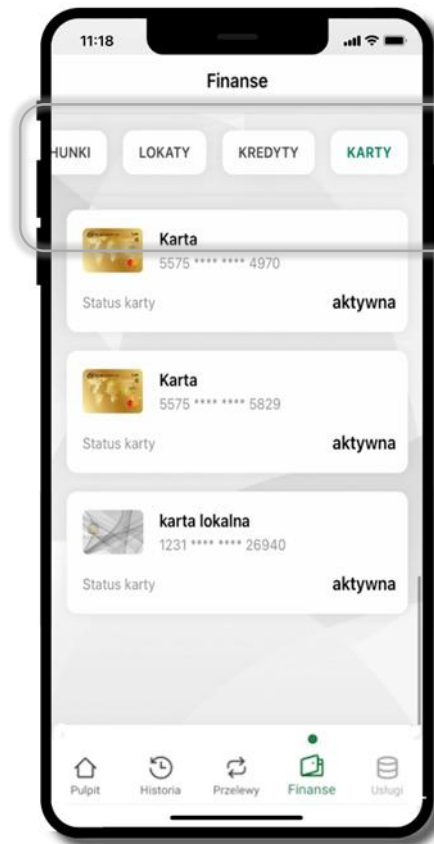 11:18
Finanse
HUNKI LOKATY KREDYTY KARTY
Karta
5575 **** **** 4970
Status karty aktywna
Karta
5575 **** **** 5829
Status karty aktywna
karta lokalna
1231 **** **** 26940
Status karty aktywna
Pulpit Historia Przelewy Finanse Usługi